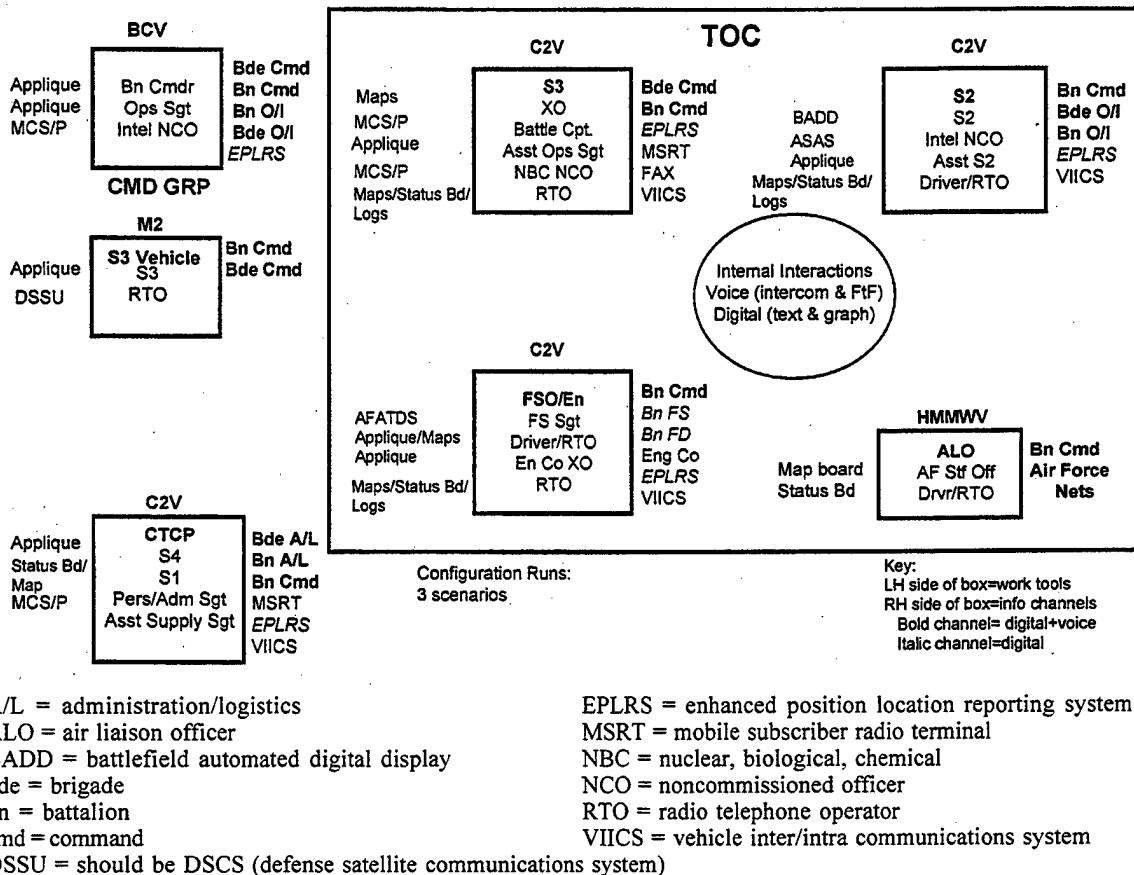 BCV
Applique
Applique
MCS/P
Bn Cmdr
Ops Sgt
Intel NCO
Bde Cmd
Bn Cmd
Bn O/I
Bde O/I
EPLRS
CMD GRP
M2
Applique
DSSU
S3 Vehicle
S3
RTO
Bn Cmd
Bde Cmd
C2V
Applique
Status Bd/
Map
MCS/P
CTCP
S4
S1
Pers/Adm Sgt
Asst Supply Sgt
Bde A/L
Bn A/L
Bn Cmd
MSRT
EPLRS
VIICS
TOC
C2V
Maps
MCS/P
Applique
MCS/P
Maps/Status Bd/
Logs
S3
XO
Battle Cpt.
Asst Ops Sgt
NBC NCO
RTO
Bde Cmd
Bn Cmd
EPLRS
MSRT
FAX
VIICS
C2V
BADD
ASAS
Applique
Maps/Status Bd/
Logs
S2
S2
Intel NCO
Asst S2
Driver/RTO
Bn Cmd
Bde O/I
Bn O/I
EPLRS
VIICS
Internal Interactions
Voice (intercom & FtF)
Digital (text & graph)
C2V
AFATDS
Applique/Maps
Applique
Maps/Status Bd/
Logs
FSO/En
FS Sgt
Driver/RTO
En Co XO
RTO
Bn Cmd
Bn FS
Bn FD
Eng Co
EPLRS
VIICS
HMMWV
Map board
Status Bd
ALO
AF Stf Off
Drvr/RTO
Bn Cmd
Air Force
Nets
Configuration Runs:
3 scenarios
Key:
LH side of box=work tools
RH side of box=info channels
Bold channel= digital+voice
Italic channel=digital
/L = administration/logistics
LO = air liaison officer
ADD = battlefield automated digital display
de = brigade
n = battalion
md = command
DSSU = should be DSCS (defense satellite communications system)
EPLRS = enhanced position location reporting system
MSRT = mobile subscriber radio terminal
NBC = nuclear, biological, chemical
NCO = noncommissioned officer
RTO = radio telephone operator
VIICS = vehicle inter/intra communications system